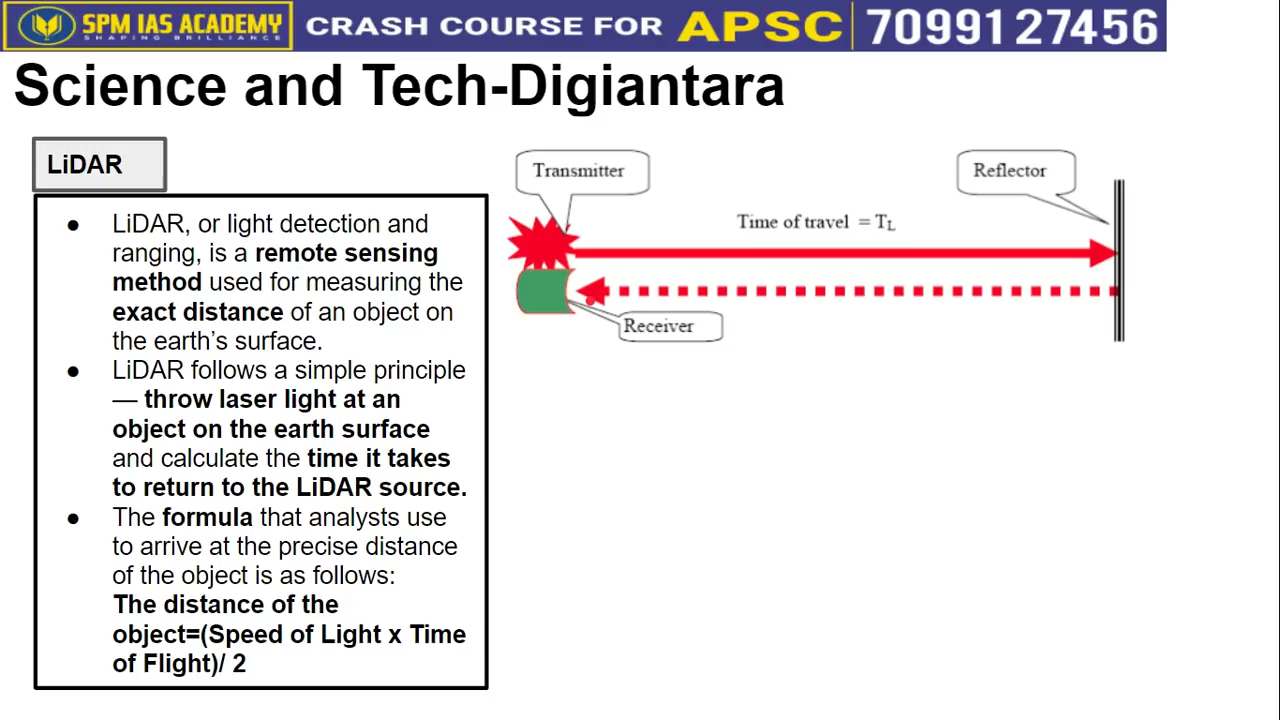 SPM IAS ACADEMY
SHAPING BRILLIANCE
CRASH COURSE FOR APSC 70991 27456
Science and Tech-Digiantara
LiDAR
● LiDAR, or light detection and
ranging, is a remote sensing
method used for measuring the
exact distance of an object on
the earth’s surface.
● LiDAR follows a simple principle
— throw laser light at an
object on the earth surface
and calculate the time it takes
to return to the LiDAR source.
● The formula that analysts use
to arrive at the precise distance
of the object is as follows:
The distance of the
object=(Speed of Light x Time
of Flight)/ 2
Transmitter
Reflector
Time of travel = TL
Receiver